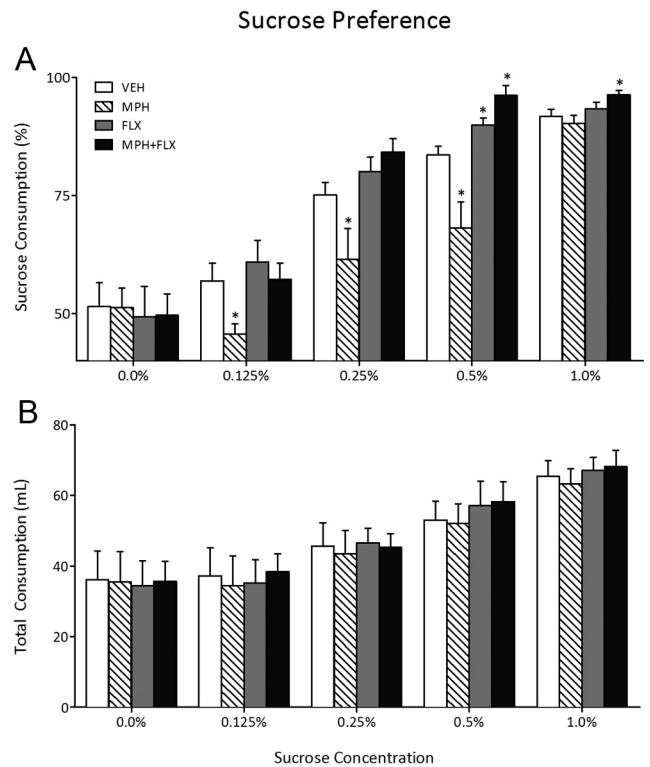 Sucrose Preference
A
Sucrose Consumption (%)
100
75
50
VEH
MPH
FLX
MPH+FLX
*
*
*
*
*
*
0.0%
0.125%
0.25%
0.5%
1.0%
B
Total Consumption (mL)
80
60
40
20
0
0.0%
0.125%
0.25%
0.5%
1.0%
Sucrose Concentration